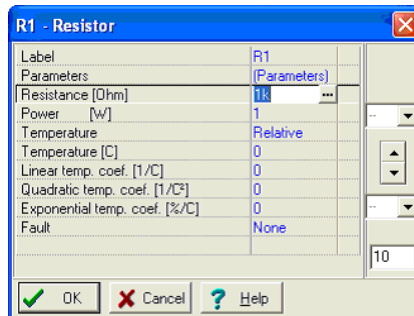 R1 - Resistor
Label R1
Parameters (Parameters)
Resistance [Ohm] 1k ...
Power [W] 1
Temperature Relative
Temperature [C] 0
Linear temp. coef. [1/C] 0
Quadratic temp. coef. [1/C²] 0
Exponential temp. coef. [%/C] 0
Fault None
--
--
10
OK Cancel ? Help